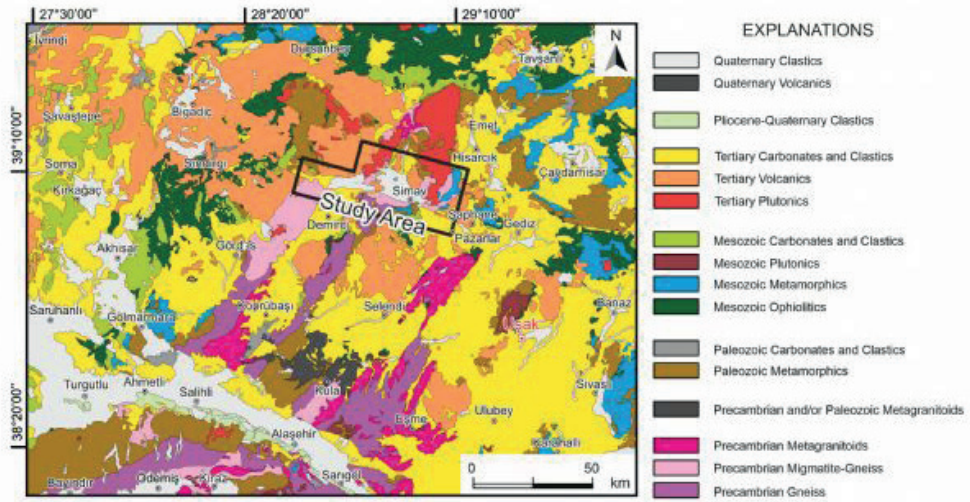 27°30'00"
28°20'00"
29°10'00"
39°10'00"
38°20'00"
N
İvrindi
Dursunbey
Tavşanlı
Savaştepe
Bigadiç
Emet
Soma
Sındırgı
Hisarcık
Çavdarhisar
Kırkağaç
Simav
Study Area
Şaphane
Demirci
Gediz
Pazarlar
Akhisar
Gördes
Saruhanlı
Gölmarmara
Köprübaşı
Selendi
Banaz
Uşak
Turgutlu
Ahmetli
Salihli
Kula
Sivaslı
Ulubey
Eşme
Alaşehir
Karahallı
Bayındır
Ödemiş
Kiraz
Sarıgöl
0
50
km
EXPLANATIONS
Quaternary Clastics
Quaternary Volcanics
Pliocene-Quaternary Clastics
Tertiary Carbonates and Clastics
Tertiary Volcanics
Tertiary Plutonics
Mesozoic Carbonates and Clastics
Mesozoic Plutonics
Mesozoic Metamorphics
Mesozoic Ophiolitics
Paleozoic Carbonates and Clastics
Paleozoic Metamorphics
Precambrian and/or Paleozoic Metagranitoids
Precambrian Metagranitoids
Precambrian Migmatite-Gneiss
Precambrian Gneiss